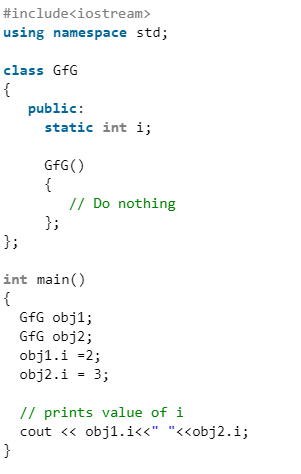 #include<iostream>
using namespace std;
class GfG
{
public:
static int i;
GfG()
{
// Do nothing
};
};
int main()
{
GfG obj1;
GfG obj2;
obj1.i =2;
obj2.i = 3;
// prints value of i
cout << obj1.i<<" "<<obj2.i;
}